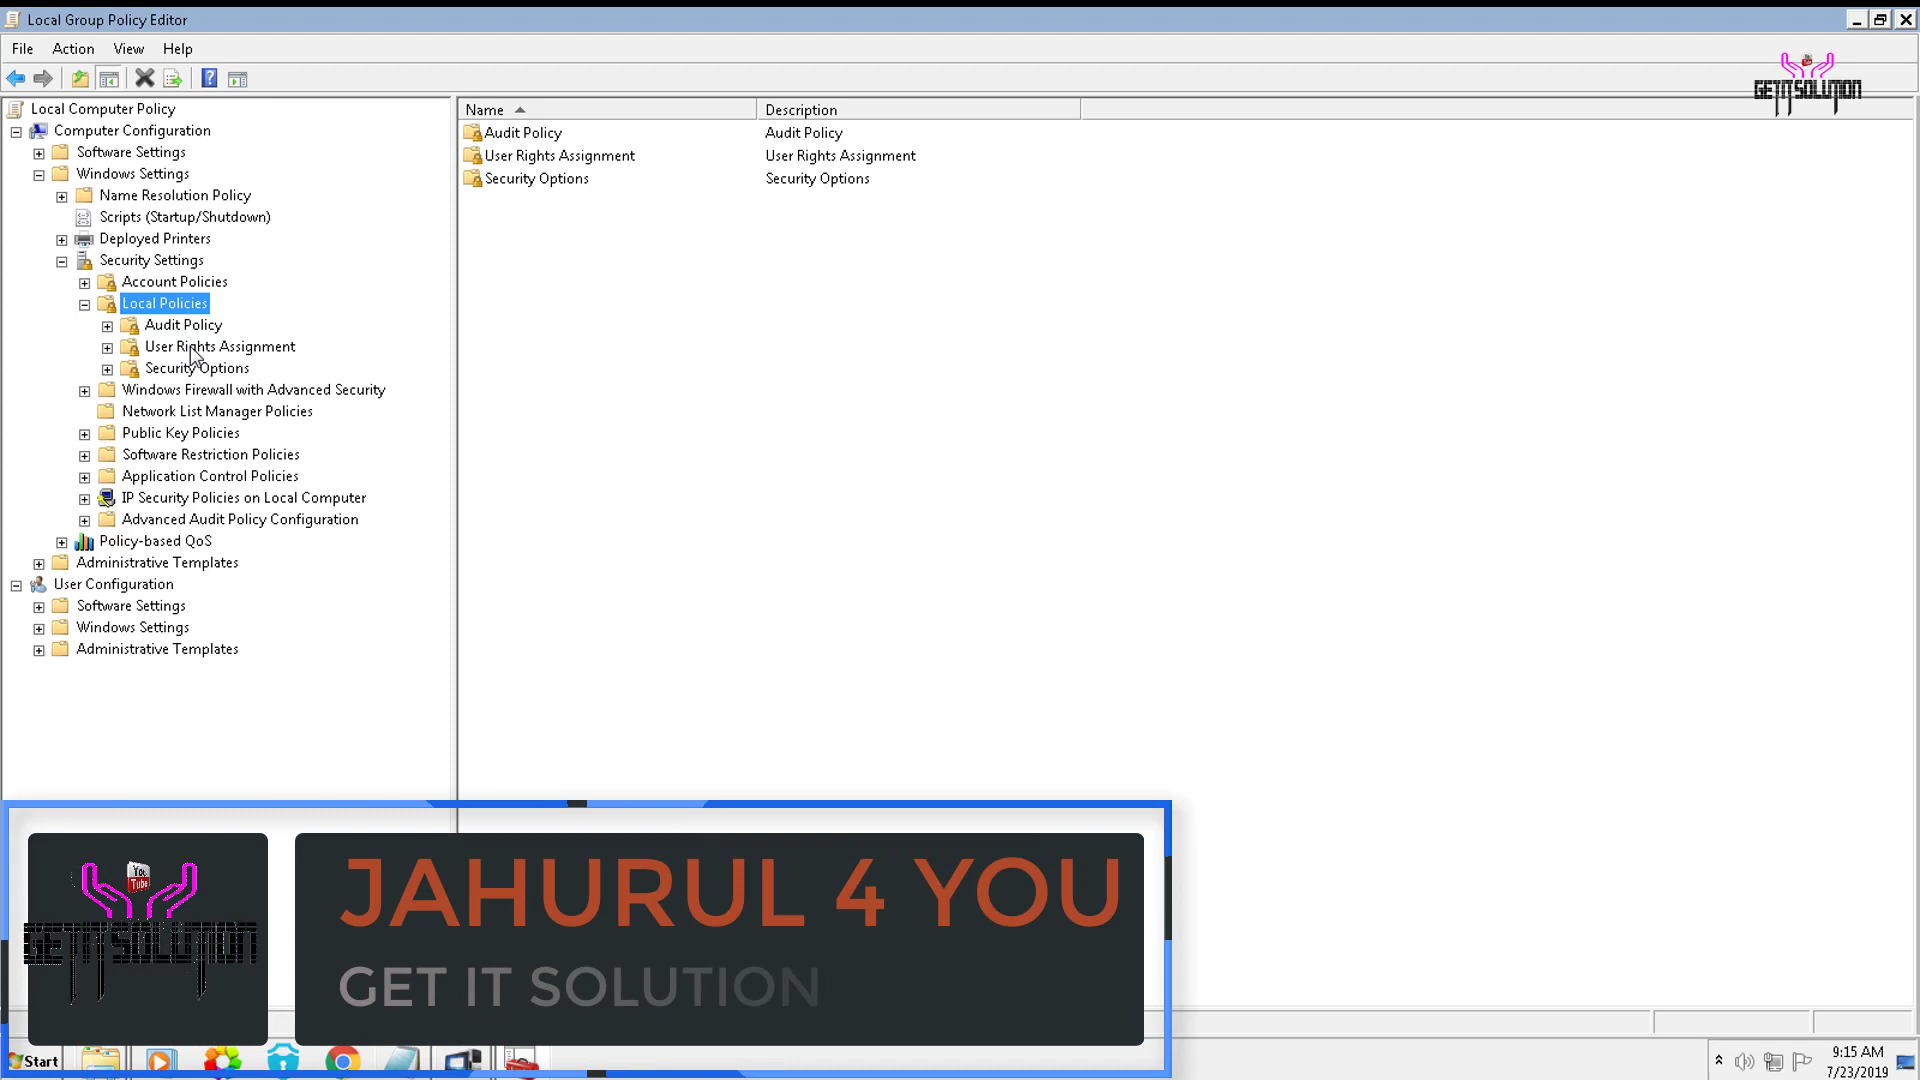 Local Group Policy Editor
File Action View Help
GETITSOLUTION
Local Computer Policy
Computer Configuration
Software Settings
Windows Settings
Name Resolution Policy
Scripts (Startup/Shutdown)
Deployed Printers
Security Settings
Account Policies
Local Policies
Audit Policy
User Rights Assignment
Security Options
Windows Firewall with Advanced Security
Network List Manager Policies
Public Key Policies
Software Restriction Policies
Application Control Policies
IP Security Policies on Local Computer
Advanced Audit Policy Configuration
Policy-based QoS
Administrative Templates
User Configuration
Software Settings
Windows Settings
Administrative Templates
Name Description
Audit Policy Audit Policy
User Rights Assignment User Rights Assignment
Security Options Security Options
You
Tube
GETITSOLUTION
JAHURUL 4 YOU
GET IT SOLUTION
Start
9:15 AM
7/23/2019